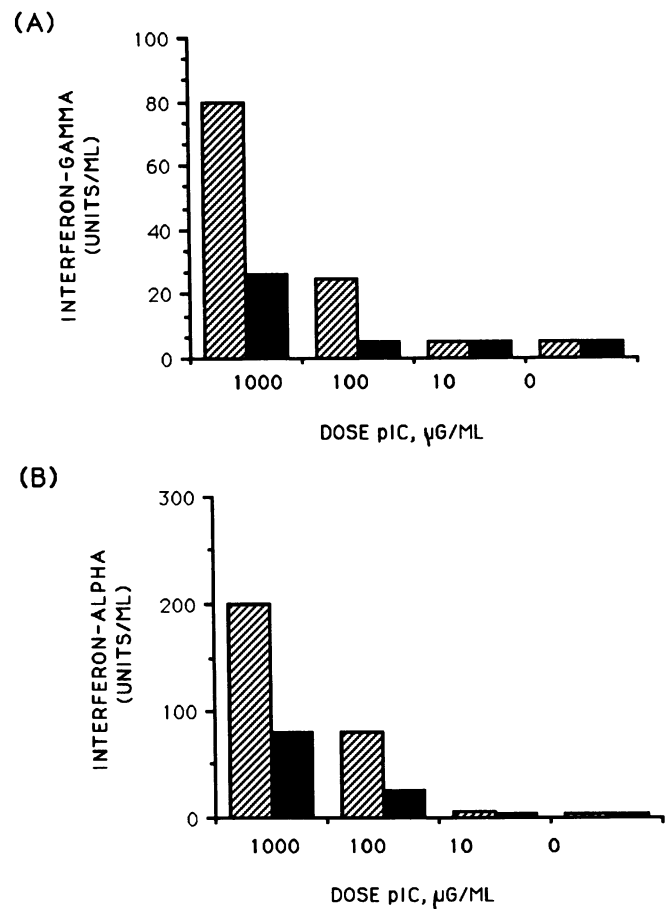 (A)
INTERFERON-GAMMA
(UNITS/ML)
100
80
60
40
20
0
1000 100 10 0
DOSE pIC, µG/ML
(B)
INTERFERON-ALPHA
(UNITS/ML)
300
200
100
0
1000 100 10 0
DOSE pIC, µG/ML